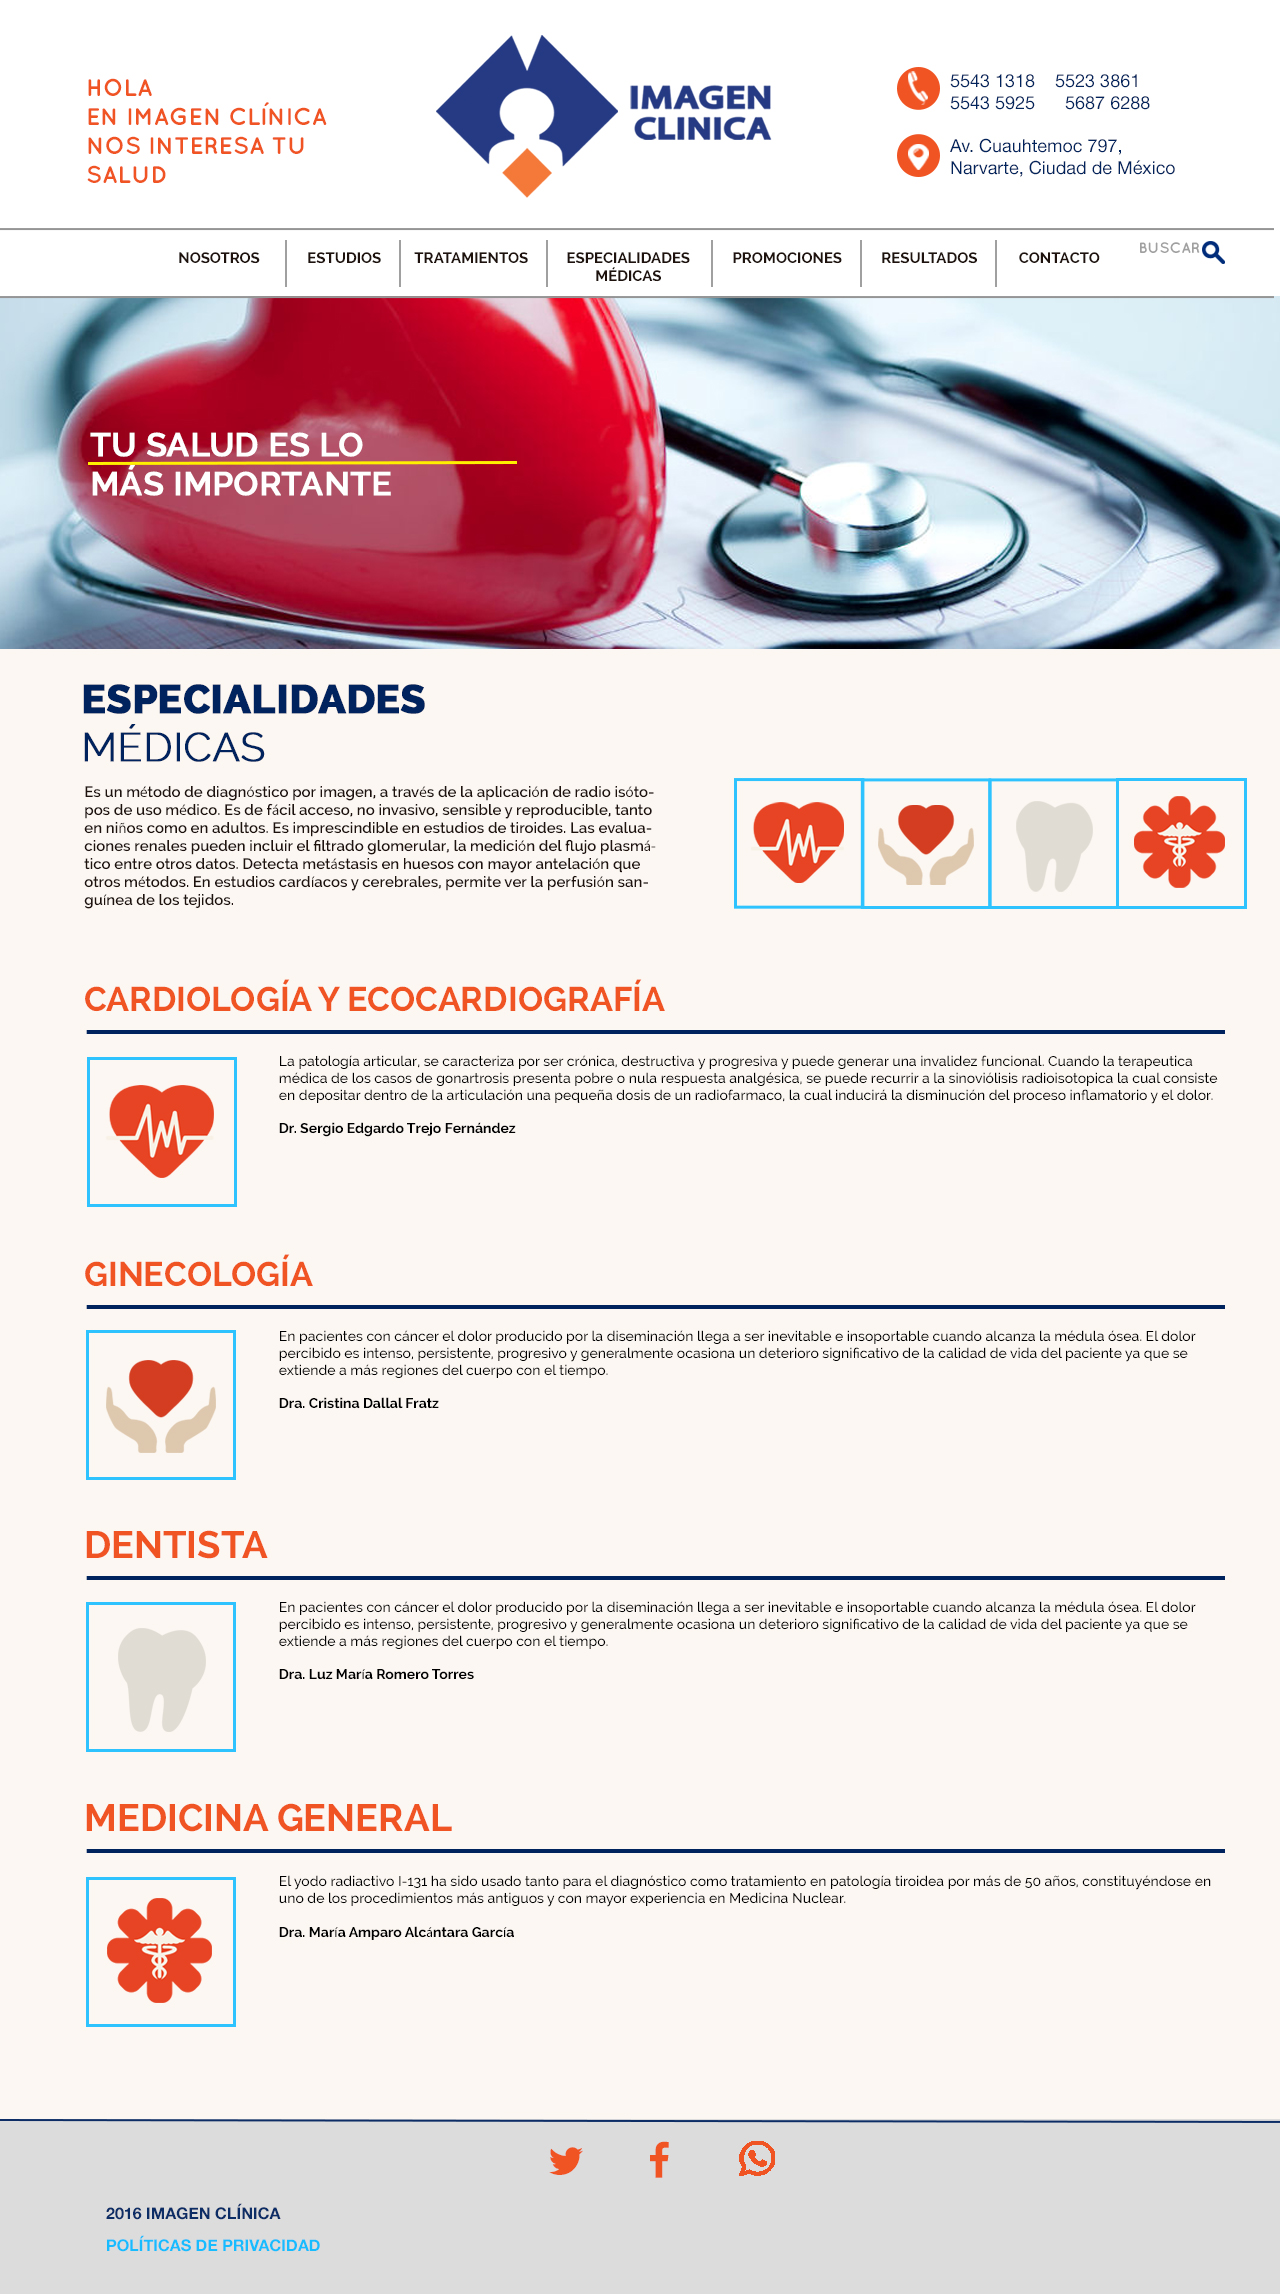 HOLA
EN IMAGEN CLÍNICA
NOS INTERESA TU
SALUD
IMAGEN
CLINICA
5543 1318 5523 3861
5543 5925 5687 6288
Av. Cuauhtemoc 797,
Narvarte, Ciudad de México
NOSOTROS ESTUDIOS TRATAMIENTOS ESPECIALIDADES MÉDICAS PROMOCIONES RESULTADOS CONTACTO BUSCAR
TU SALUD ES LO
MÁS IMPORTANTE
ESPECIALIDADES
MÉDICAS
Es un método de diagnóstico por imagen, a través de la aplicación de radio isóto-
pos de uso médico. Es de fácil acceso, no invasivo, sensible y reproducible, tanto
en niños como en adultos. Es imprescindible en estudios de tiroides. Las evalua-
ciones renales pueden incluir el filtrado glomerular, la medición del flujo plasmá-
tico entre otros datos. Detecta metástasis en huesos con mayor antelación que
otros métodos. En estudios cardíacos y cerebrales, permite ver la perfusión san-
guínea de los tejidos.
CARDIOLOGÍA Y ECOCARDIOGRAFÍA
La patología articular, se caracteriza por ser crónica, destructiva y progresiva y puede generar una invalidez funcional. Cuando la terapeutica
médica de los casos de gonartrosis presenta pobre o nula respuesta analgésica, se puede recurrir a la sinoviólisis radioisotopica la cual consiste
en depositar dentro de la articulación una pequeña dosis de un radiofarmaco, la cual inducirá la disminución del proceso inflamatorio y el dolor.
Dr. Sergio Edgardo Trejo Fernández
GINECOLOGÍA
En pacientes con cáncer el dolor producido por la diseminación llega a ser inevitable e insoportable cuando alcanza la médula ósea. El dolor
percibido es intenso, persistente, progresivo y generalmente ocasiona un deterioro significativo de la calidad de vida del paciente ya que se
extiende a más regiones del cuerpo con el tiempo.
Dra. Cristina Dallal Fratz
DENTISTA
En pacientes con cáncer el dolor producido por la diseminación llega a ser inevitable e insoportable cuando alcanza la médula ósea. El dolor
percibido es intenso, persistente, progresivo y generalmente ocasiona un deterioro significativo de la calidad de vida del paciente ya que se
extiende a más regiones del cuerpo con el tiempo.
Dra. Luz María Romero Torres
MEDICINA GENERAL
El yodo radiactivo I-131 ha sido usado tanto para el diagnóstico como tratamiento en patología tiroidea por más de 50 años, constituyéndose en
uno de los procedimientos más antiguos y con mayor experiencia en Medicina Nuclear.
Dra. María Amparo Alcántara García
2016 IMAGEN CLÍNICA
POLÍTICAS DE PRIVACIDAD